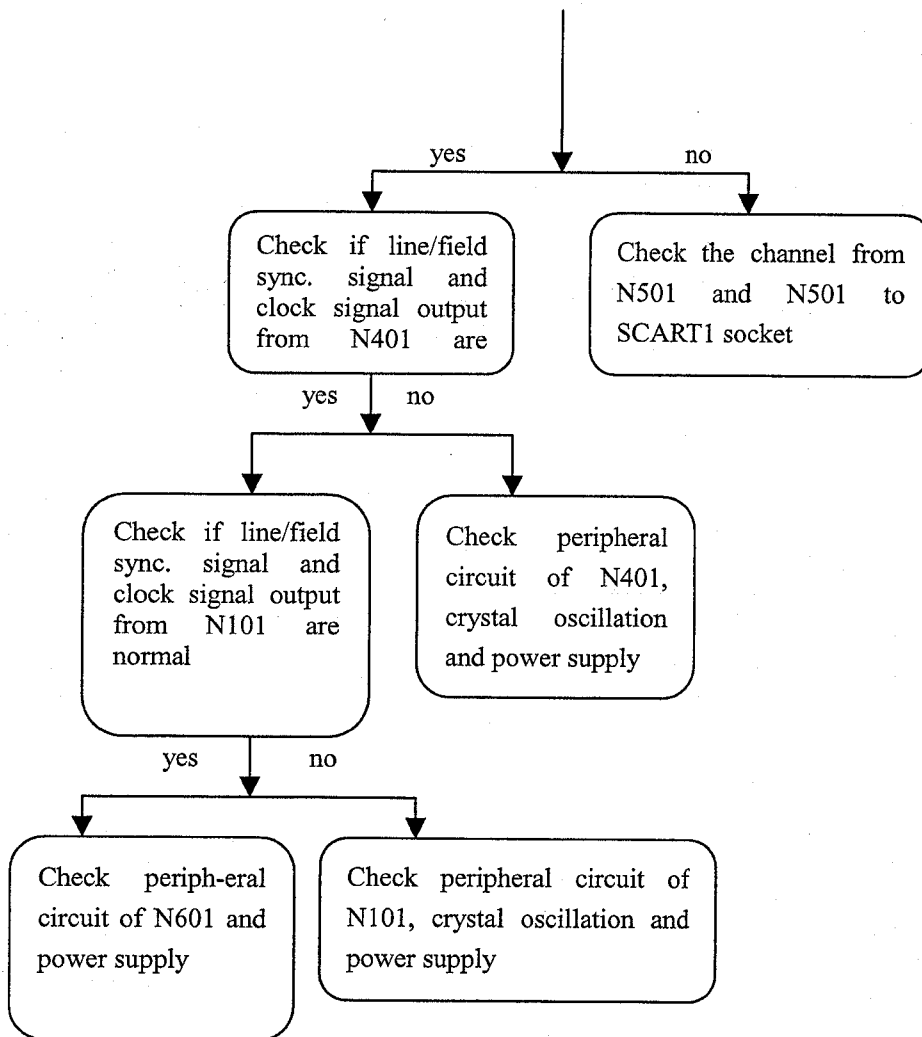 yes
no
Check if line/field
sync. signal and
clock signal output
from N401 are
Check the channel from
N501 and N501 to
SCART1 socket
yes
no
Check if line/field
sync. signal and
clock signal output
from N101 are
normal
Check peripheral
circuit of N401,
crystal oscillation
and power supply
yes
no
Check periph-eral
circuit of N601 and
power supply
Check peripheral circuit of
N101, crystal oscillation and
power supply